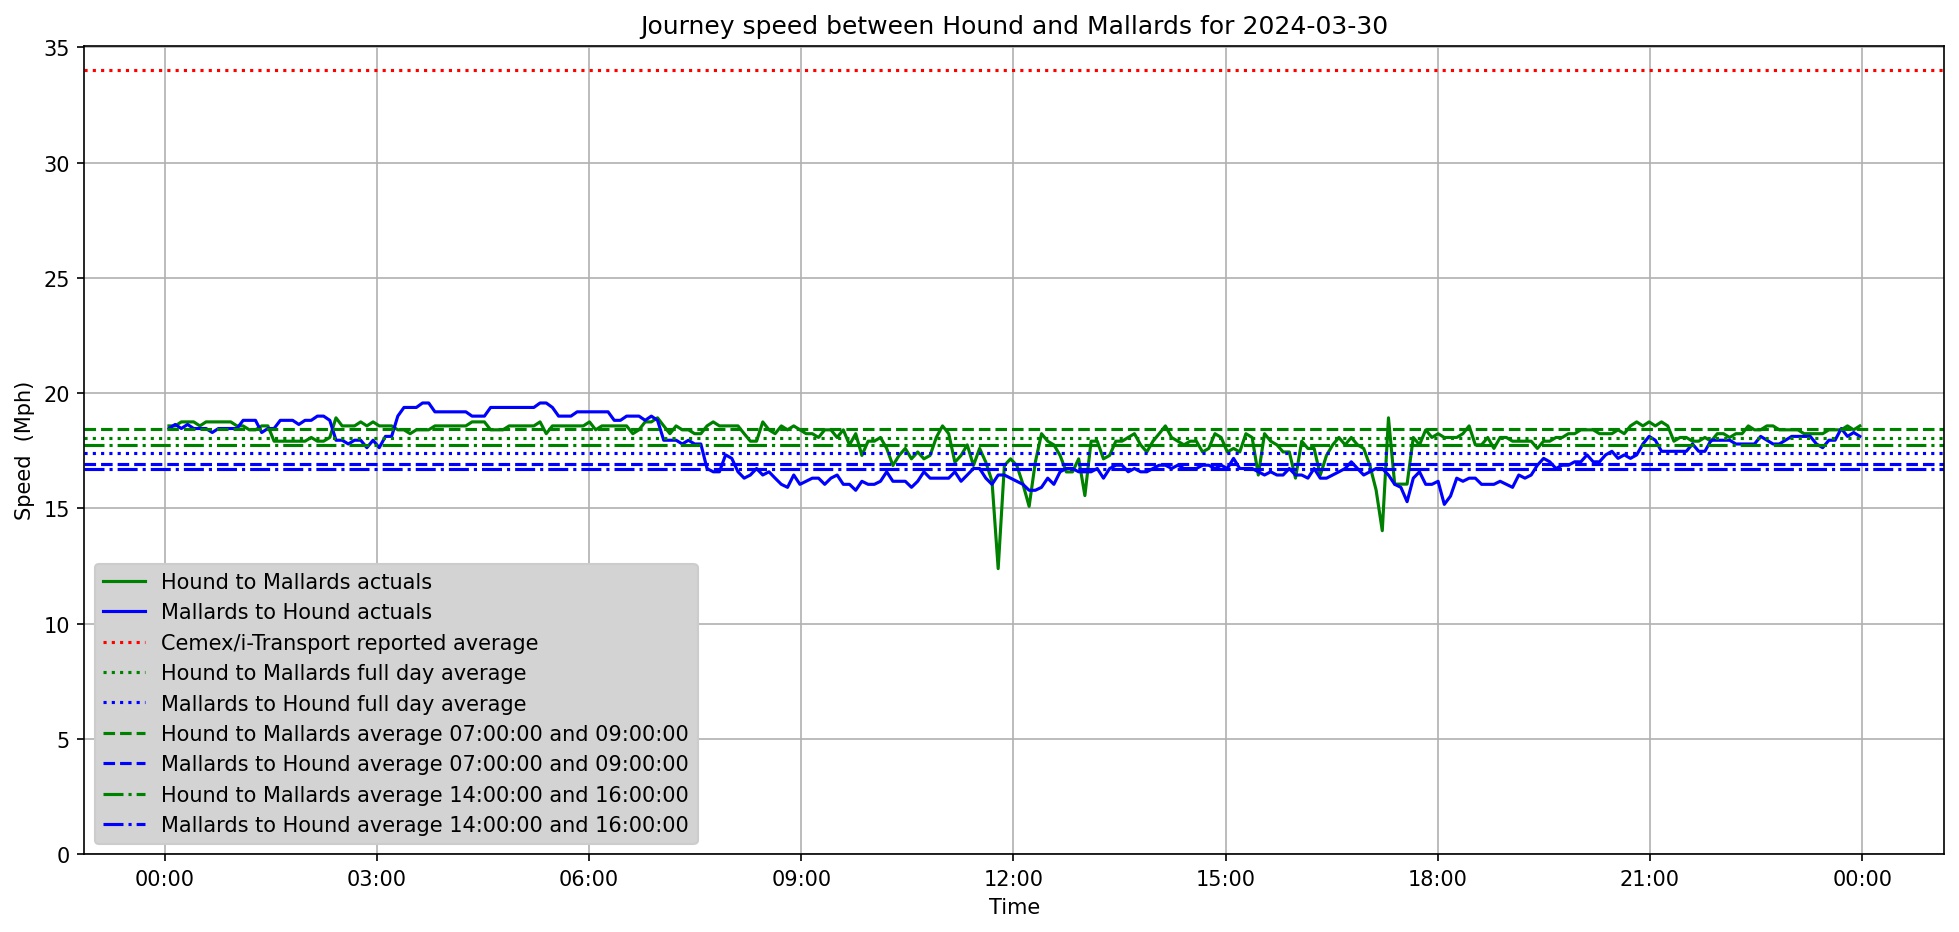 Journey speed between Hound and Mallards for 2024-03-30
35
30
25
20
15
10
5
0
Speed (Mph)
Hound to Mallards actuals
Mallards to Hound actuals
Cemex/i-Transport reported average
Hound to Mallards full day average
Mallards to Hound full day average
Hound to Mallards average 07:00:00 and 09:00:00
Mallards to Hound average 07:00:00 and 09:00:00
Hound to Mallards average 14:00:00 and 16:00:00
Mallards to Hound average 14:00:00 and 16:00:00
00:00 03:00 06:00 09:00 12:00 15:00 18:00 21:00 00:00
Time